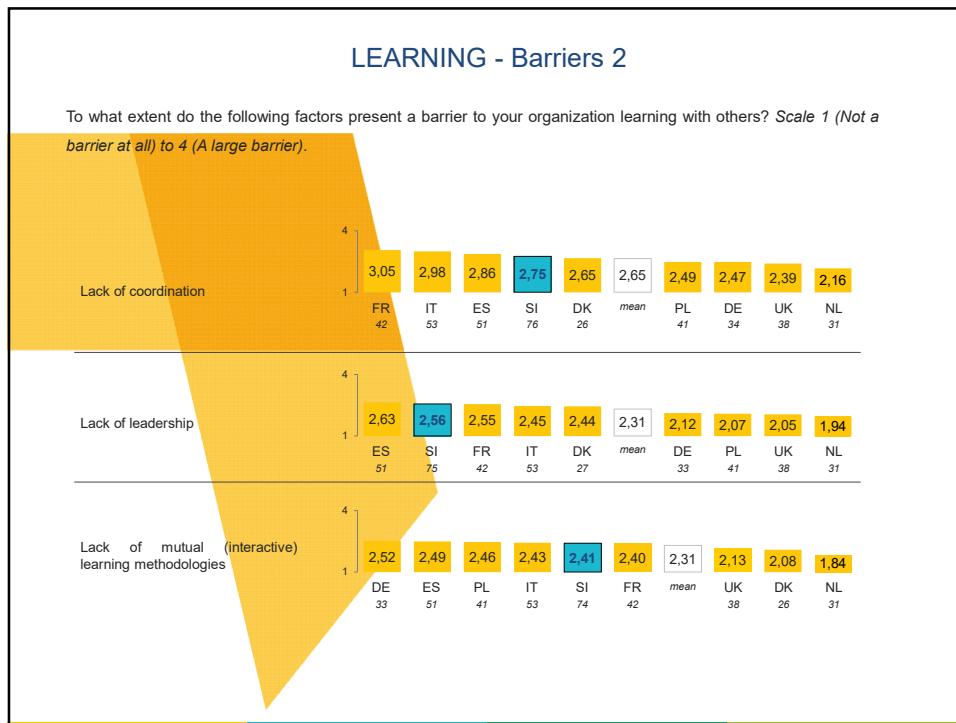 LEARNING - Barriers 2
To what extent do the following factors present a barrier to your organization learning with others? Scale 1 (Not a
barrier at all) to 4 (A large barrier).
4
3,05 2,98 2,86 2,75 2,65 2,65 2,49 2,47 2,39 2,16
Lack of coordination
1
FR IT ES SI DK mean PL DE UK NL
42 53 51 76 26 41 34 38 31
4
2,63 2,56 2,55 2,45 2,44 2,31 2,12 2,07 2,05 1,94
Lack of leadership
1
ES SI FR IT DK mean DE PL UK NL
51 75 42 53 27 33 41 38 31
4
Lack of mutual (interactive)
learning methodologies
2,52 2,49 2,46 2,43 2,41 2,40 2,31 2,13 2,08 1,84
1
DE ES PL IT SI FR mean UK DK NL
33 51 41 53 74 42 38 26 31